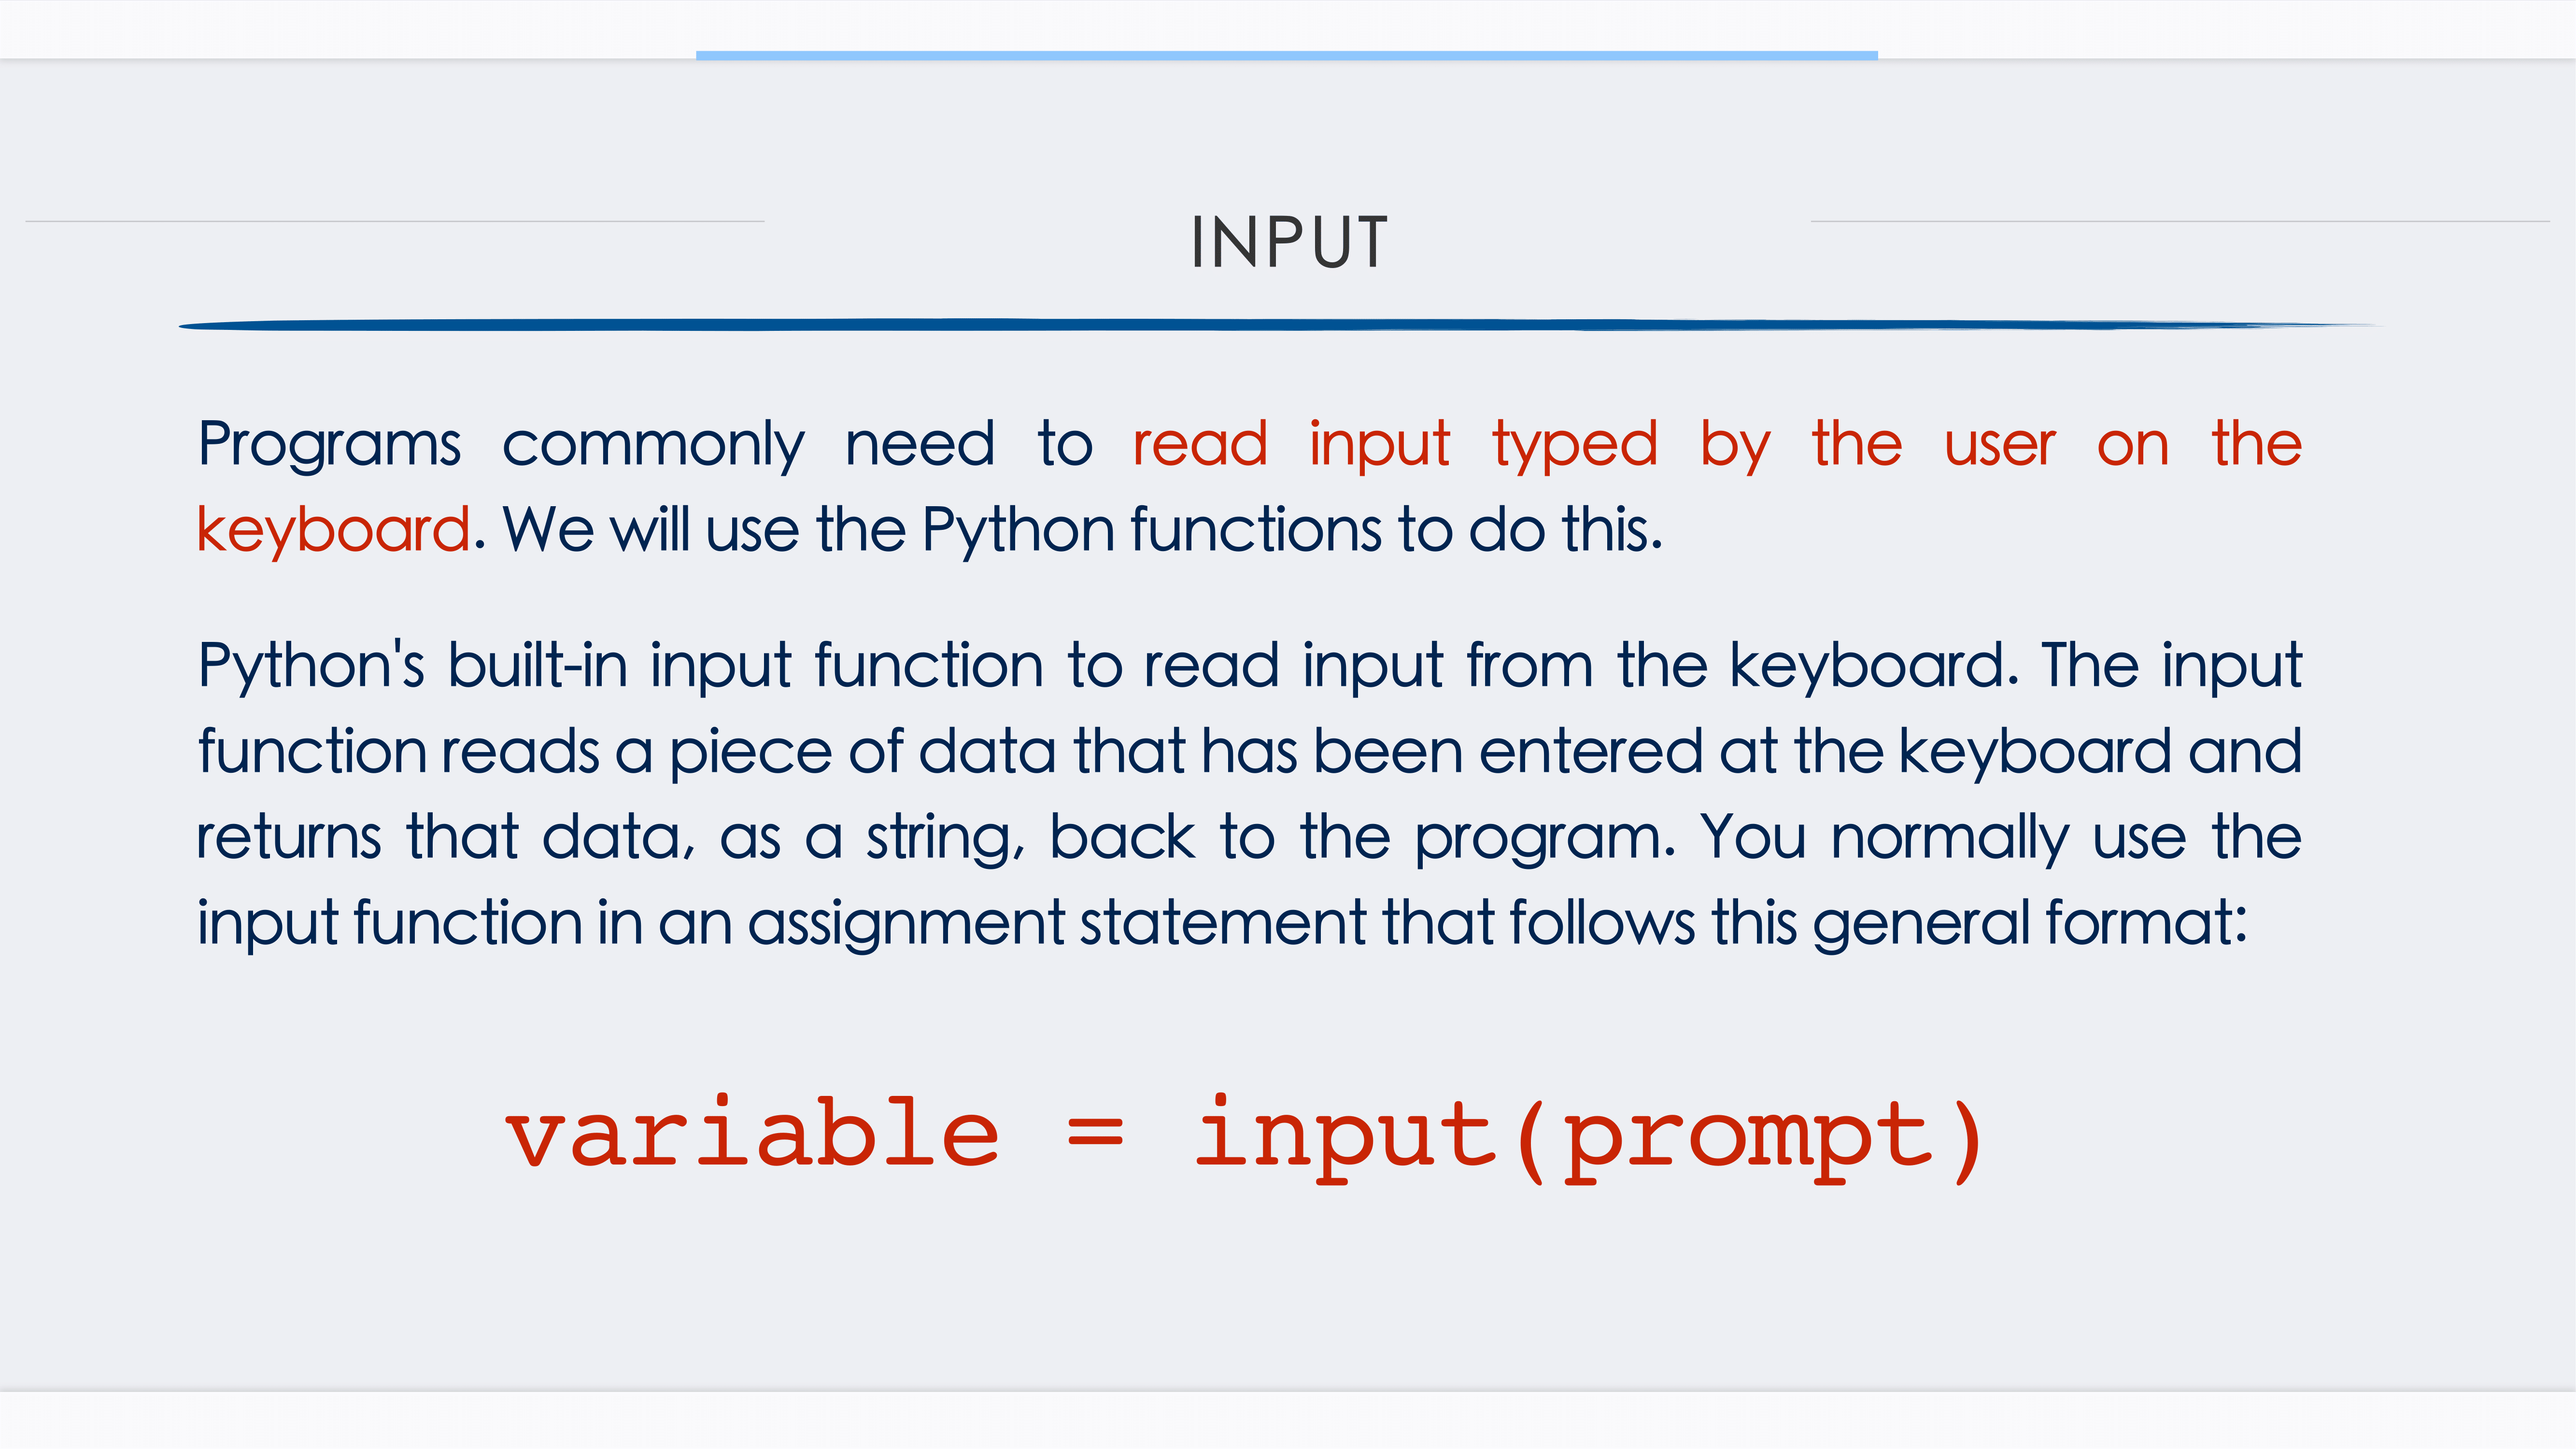 INPUT
Programs commonly need to read input typed by the user on the
keyboard. We will use the Python functions to do this.
Python's built-in input function to read input from the keyboard. The input
function reads a piece of data that has been entered at the keyboard and
returns that data, as a string, back to the program. You normally use the
input function in an assignment statement that follows this general format:
variable = input(prompt)